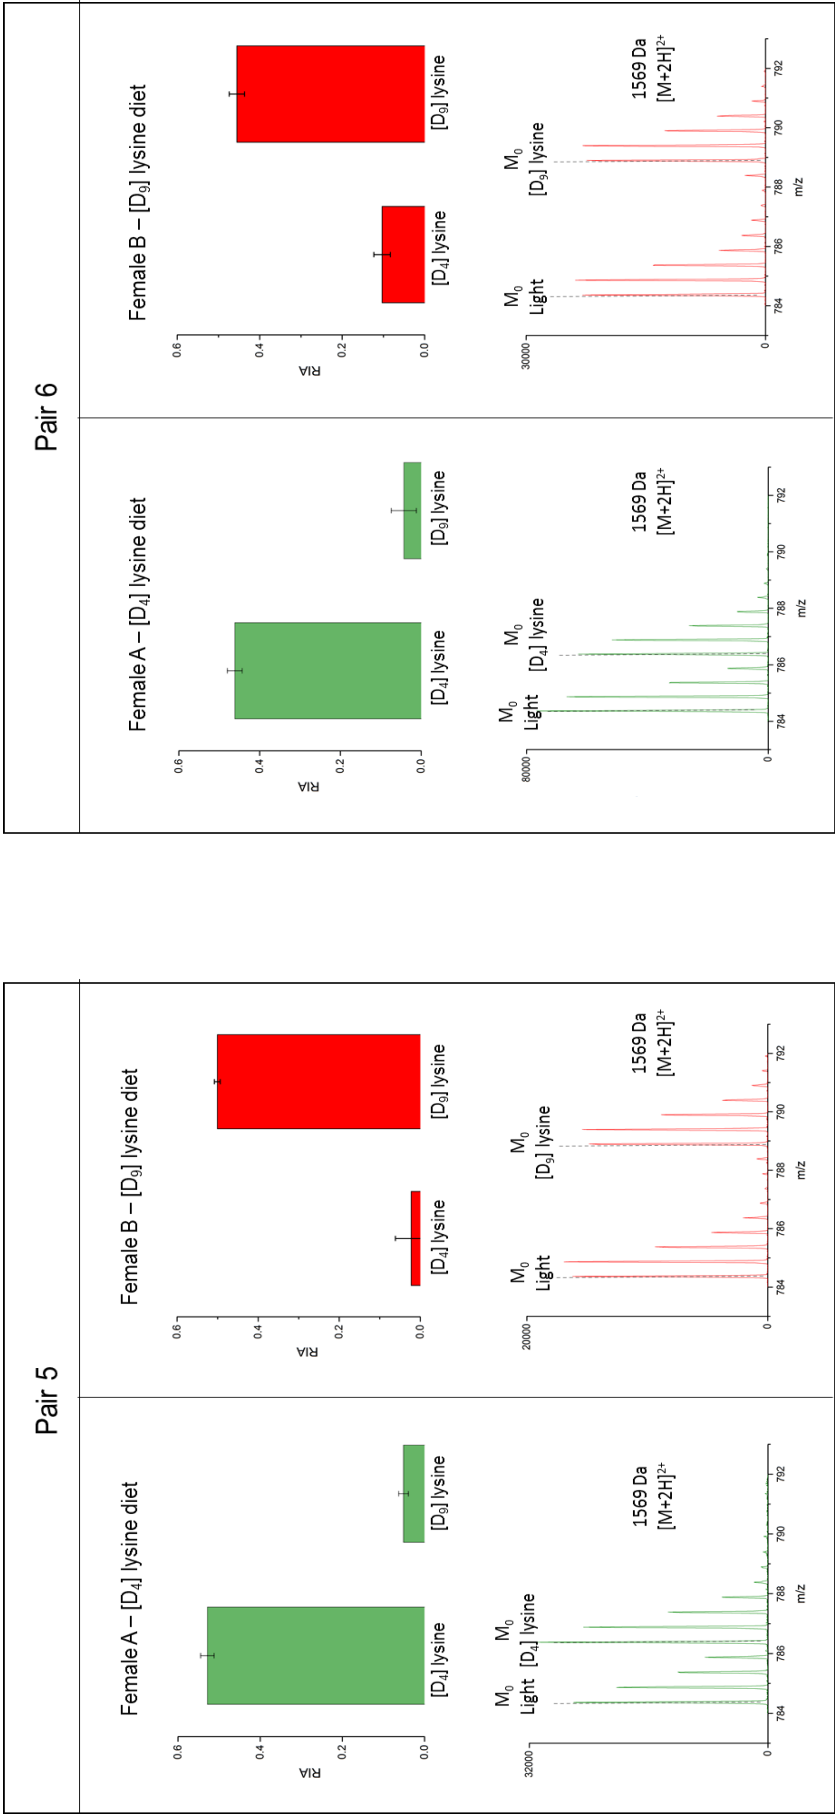 Pair 5
Female A – [D₄] lysine diet
0.6
0.4
0.2
0.0
RIA
[D₄] lysine
[D₉] lysine
M₀
Light
M₀
[D₄] lysine
1569 Da
[M+2H]²⁺
32000
0
784 786 788 790 792
m/z
Female B – [D₉] lysine diet
0.6
0.4
0.2
0.0
RIA
[D₄] lysine
[D₉] lysine
M₀
Light
M₀
[D₉] lysine
1569 Da
[M+2H]²⁺
20000
0
784 786 788 790 792
m/z
Pair 6
Female A – [D₄] lysine diet
0.6
0.4
0.2
0.0
RIA
[D₄] lysine
[D₉] lysine
M₀
Light
M₀
[D₄] lysine
1569 Da
[M+2H]²⁺
80000
0
784 786 788 790 792
m/z
Female B – [D₉] lysine diet
0.6
0.4
0.2
0.0
RIA
[D₄] lysine
[D₉] lysine
M₀
Light
M₀
[D₉] lysine
1569 Da
[M+2H]²⁺
30000
0
784 786 788 790 792
m/z